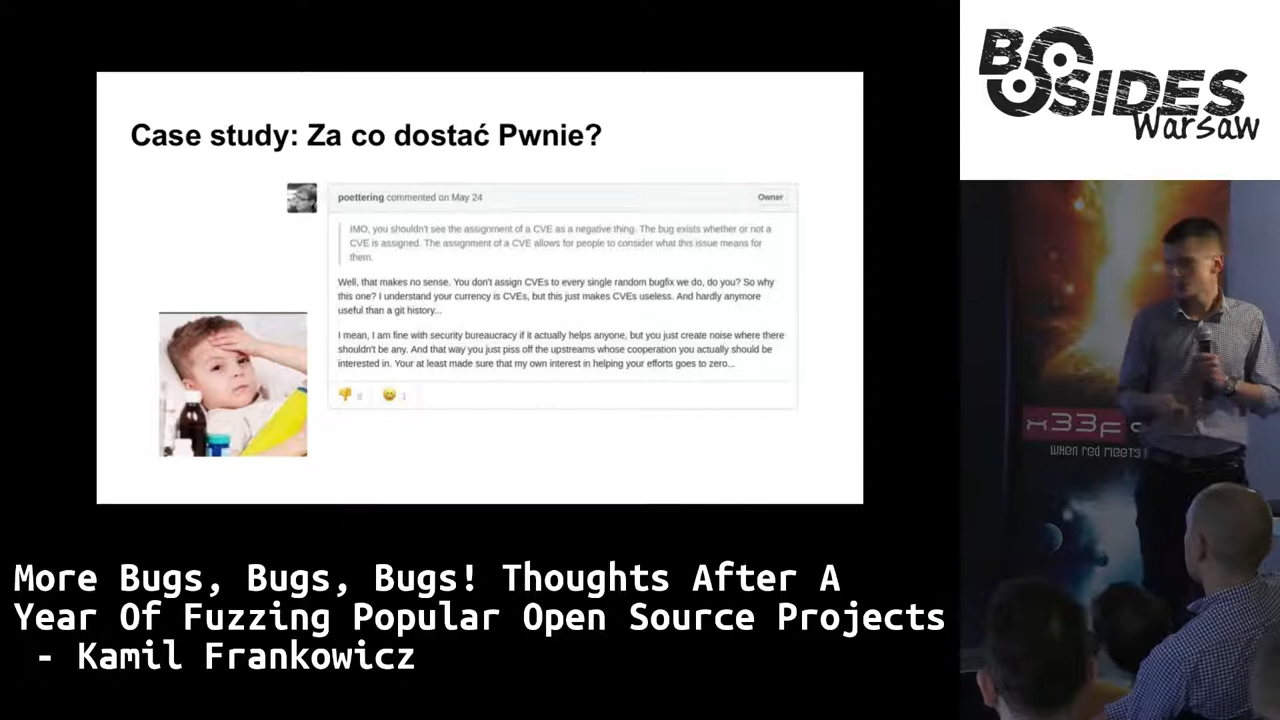 BSIDES
Warsaw
Case study: Za co dostać Pwnie?
poettering commented on May 24
Owner
IMO, you shouldn't see the assignment of a CVE as a negative thing. The bug exists whether or not a
CVE is assigned. The assignment of a CVE allows for people to consider what this issue means for
them.
Well, that makes no sense. You don't assign CVEs to every single random bugfix we do, do you? So why
this one? I understand your currency is CVEs, but this just makes CVEs useless. And hardly anymore
useful than a git history...
I mean, I am fine with security bureaucracy if it actually helps anyone, but you just create noise where there
shouldn't be any. And that way you just piss off the upstreams whose cooperation you actually should be
interested in. Your at least made sure that my own interest in helping your efforts goes to zero...
1
x33f
when red meets
More Bugs, Bugs, Bugs! Thoughts After A
Year Of Fuzzing Popular Open Source Projects
- Kamil Frankowicz